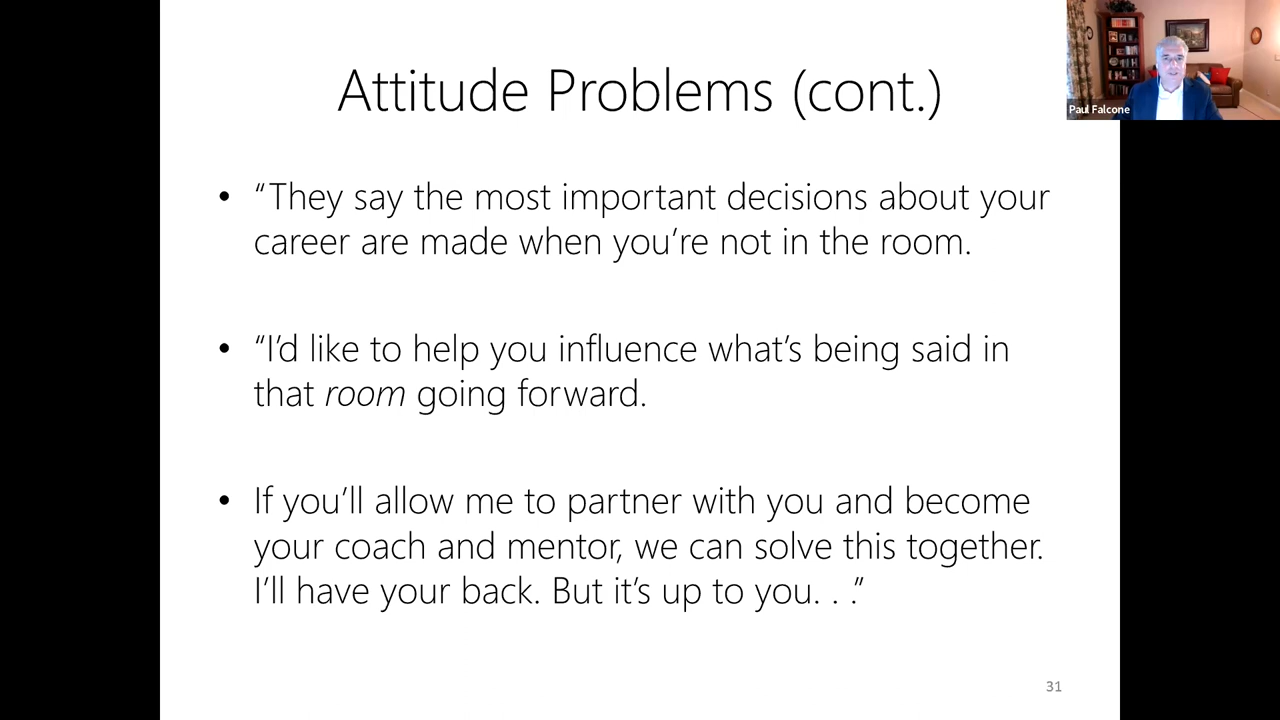 Attitude Problems (cont.)
Paul Falcone
• “They say the most important decisions about your
career are made when you’re not in the room.
• “I’d like to help you influence what’s being said in
that room going forward.
• If you’ll allow me to partner with you and become
your coach and mentor, we can solve this together.
I’ll have your back. But it’s up to you. . .”
31